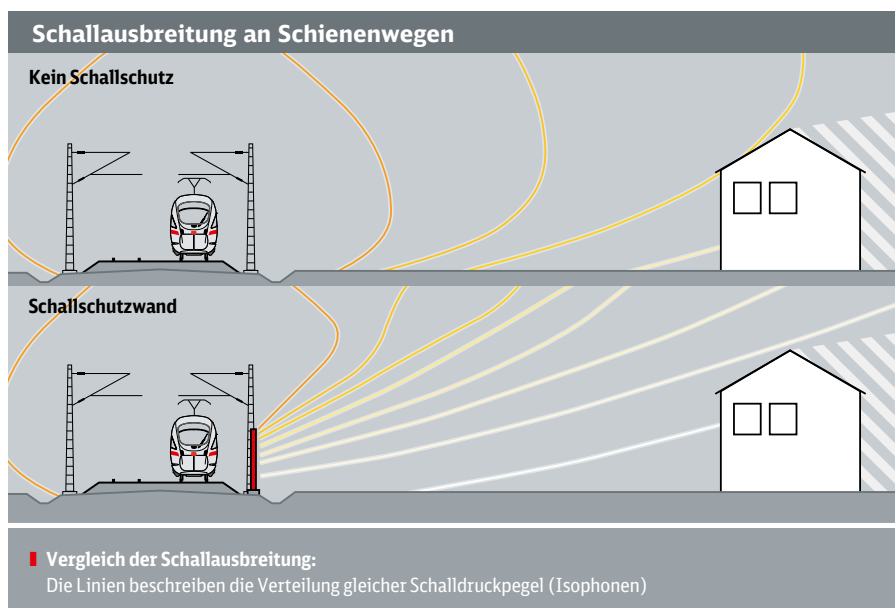 Schallausbreitung an Schienenwegen
Kein Schallschutz
Schallschutzwand
Vergleich der Schallausbreitung:
Die Linien beschreiben die Verteilung gleicher Schalldruckpegel (Isophonen)